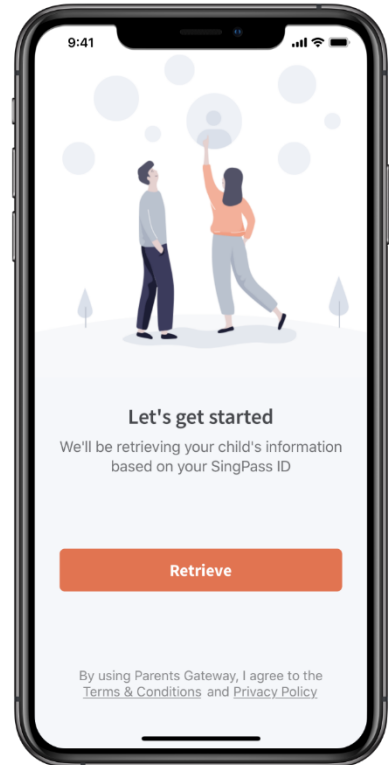 9:41
Let's get started
We'll be retrieving your child's information
based on your SingPass ID
Retrieve
By using Parents Gateway, I agree to the
Terms & Conditions and Privacy Policy